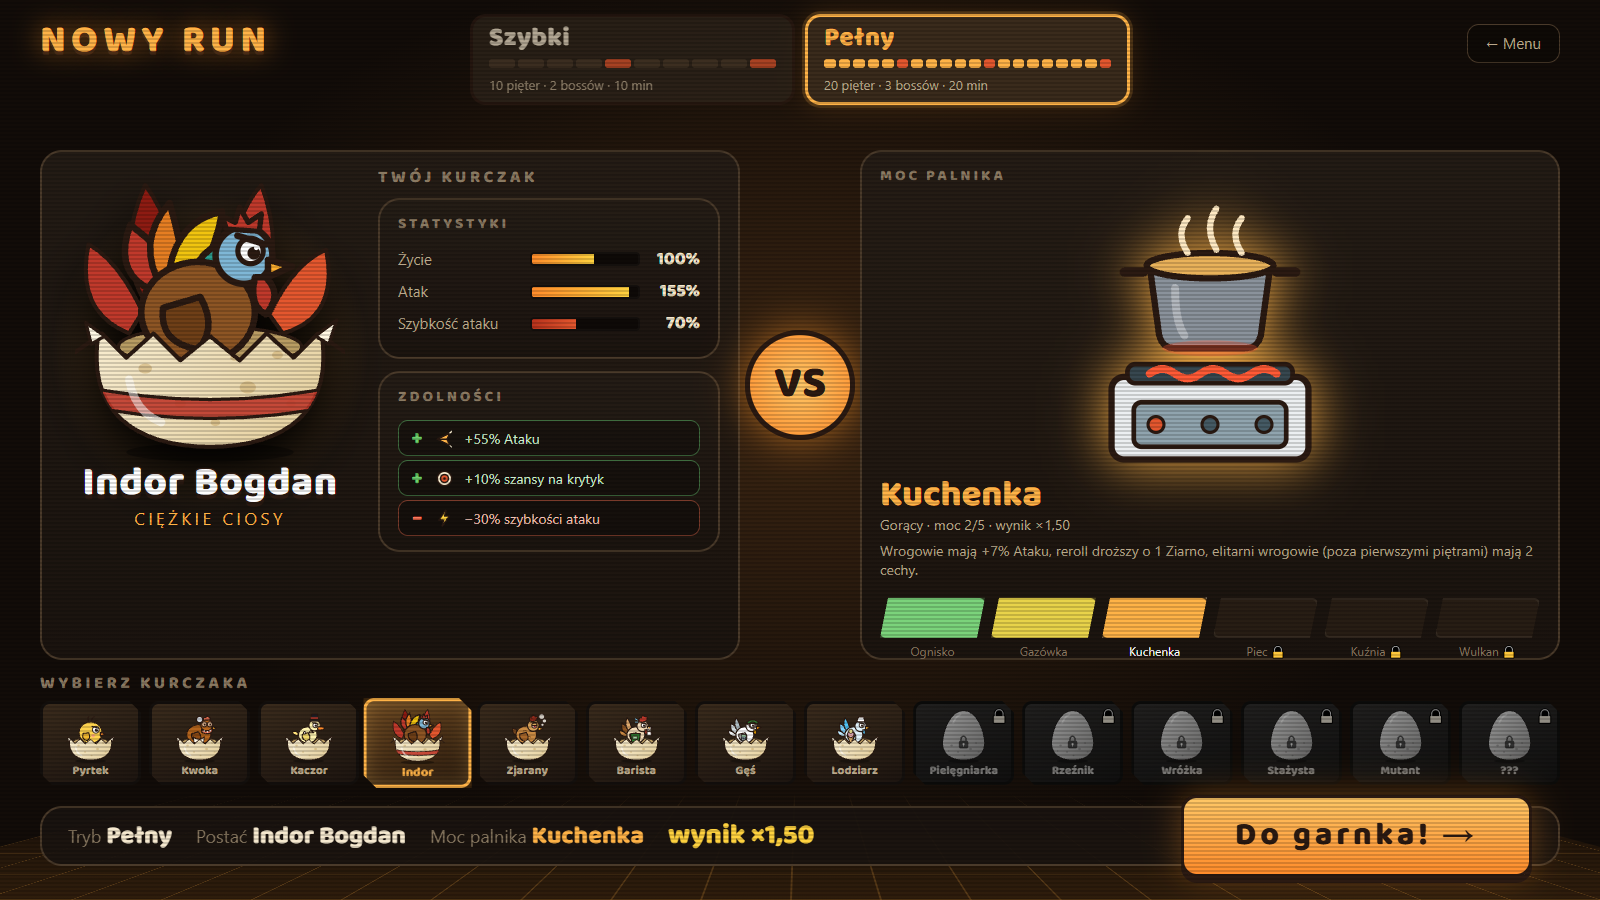 NOWY RUN
Szybki
10 pięter · 2 bossów · 10 min
Pełny
20 pięter · 3 bossów · 20 min
← Menu
TWÓJ KURCZAK
STATYSTYKI
Życie 100%
Atak 155%
Szybkość ataku 70%
ZDOLNOŚCI
+ +55% Ataku
+ +10% szansy na krytyk
− −30% szybkości ataku
Indor Bogdan
CIĘŻKIE CIOSY
VS
MOC PALNIKA
Kuchenka
Gorący · moc 2/5 · wynik ×1,50
Wrogowie mają +7% Ataku, reroll droższy o 1 Ziarno, elitarni wrogowie (poza pierwszymi piętrami) mają 2
cechy.
Ognisko Gazówka Kuchenka Piec Kuźnia Wulkan
WYBIERZ KURCZAKA
Pyrtek Kwoka Kaczor Indor Zjarany Barista Gęś Lodziarz Pielęgniarka Rzeźnik Wróżka Stażysta Mutant ???
Tryb Pełny Postać Indor Bogdan Moc palnika Kuchenka wynik ×1,50
Do garnka! →